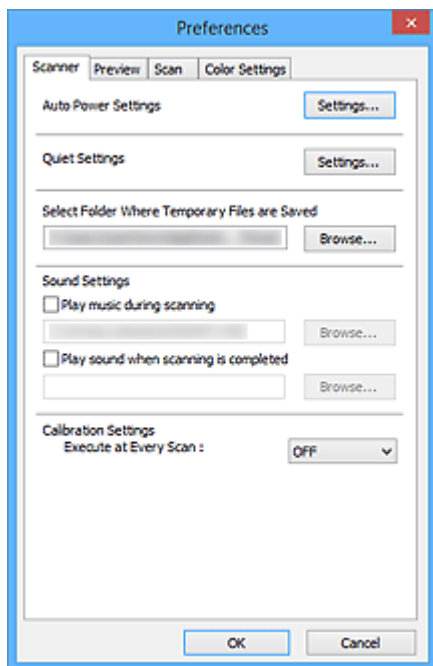 Preferences
Scanner Preview Scan Color Settings
Auto Power Settings Settings...
Quiet Settings Settings...
Select Folder Where Temporary Files are Saved
Browse...
Sound Settings
Play music during scanning
Browse...
Play sound when scanning is completed
Browse...
Calibration Settings
Execute at Every Scan : OFF
OK Cancel